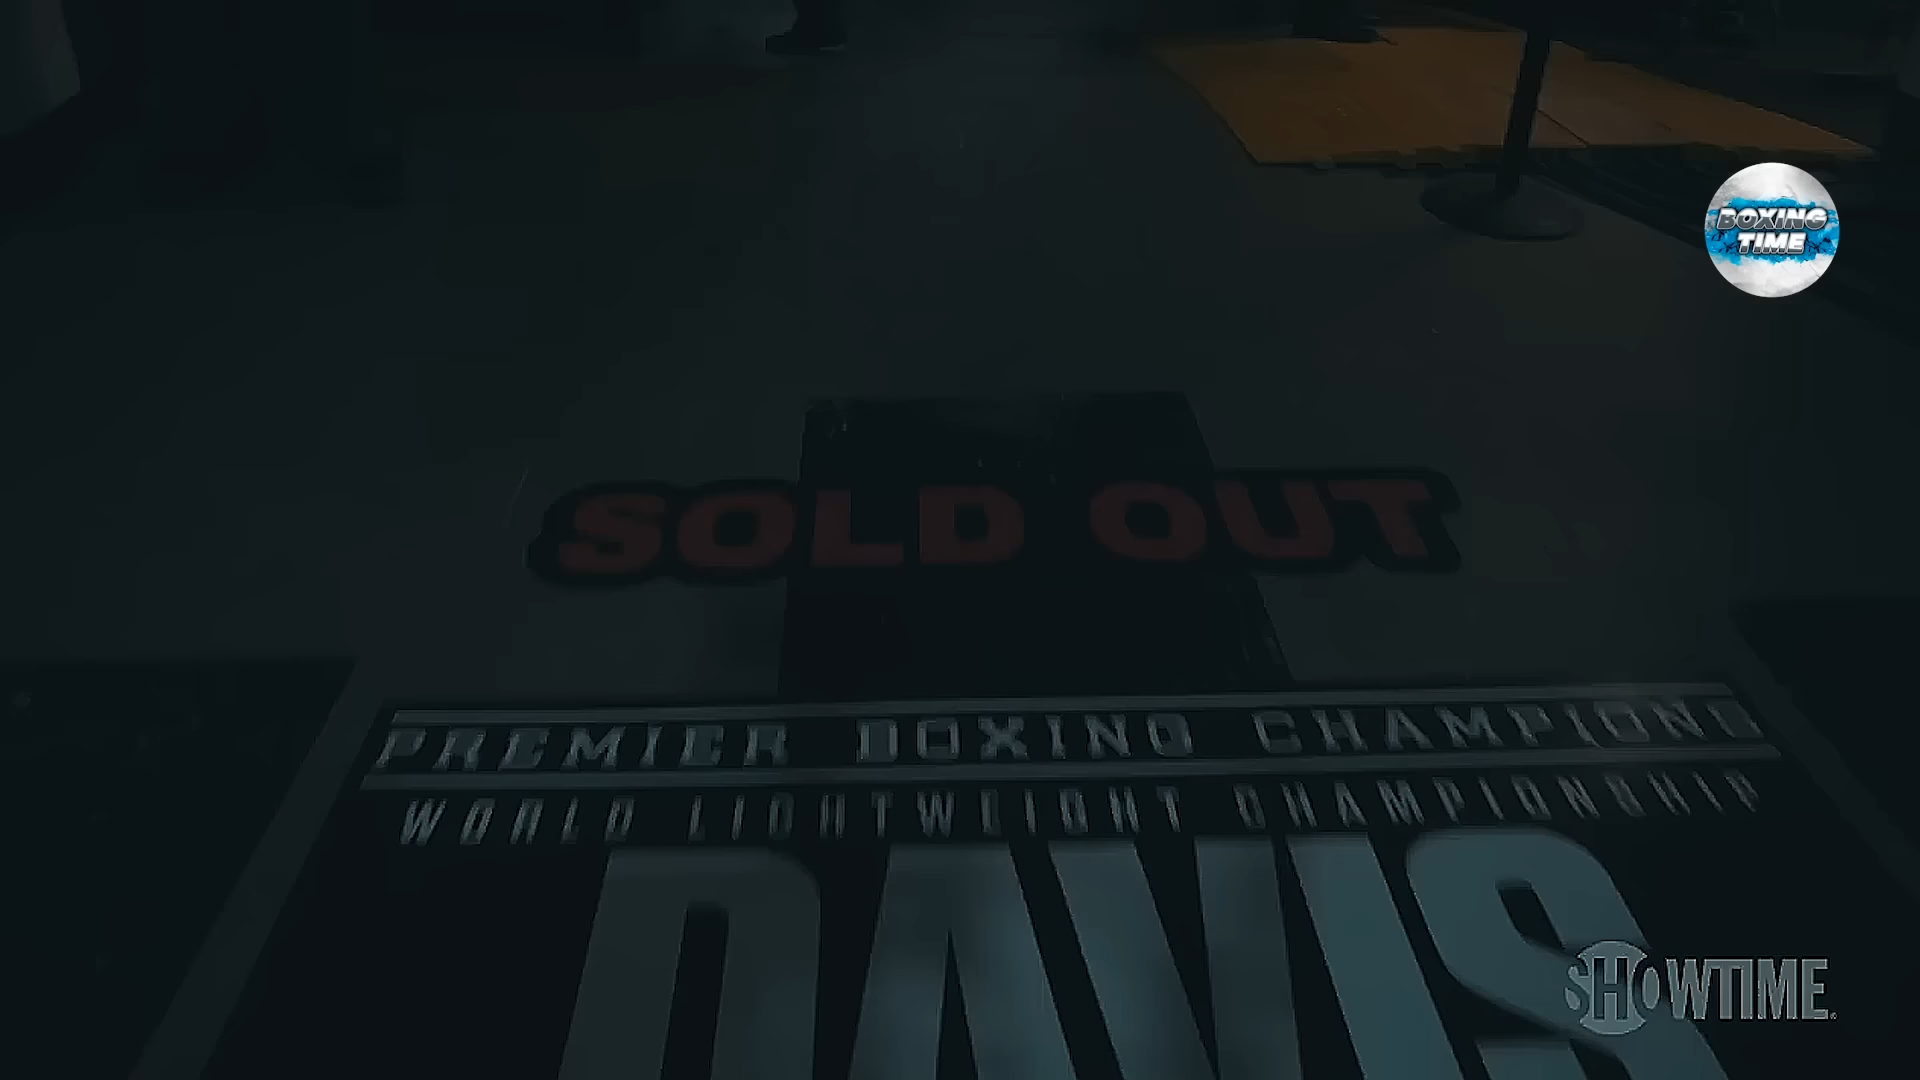 BOXING
TIME
SOLD OUT
PREMIER BOXING CHAMPIONS
WORLD LIGHTWEIGHT CHAMPIONSHIP
DAVIS
SHOWTIME